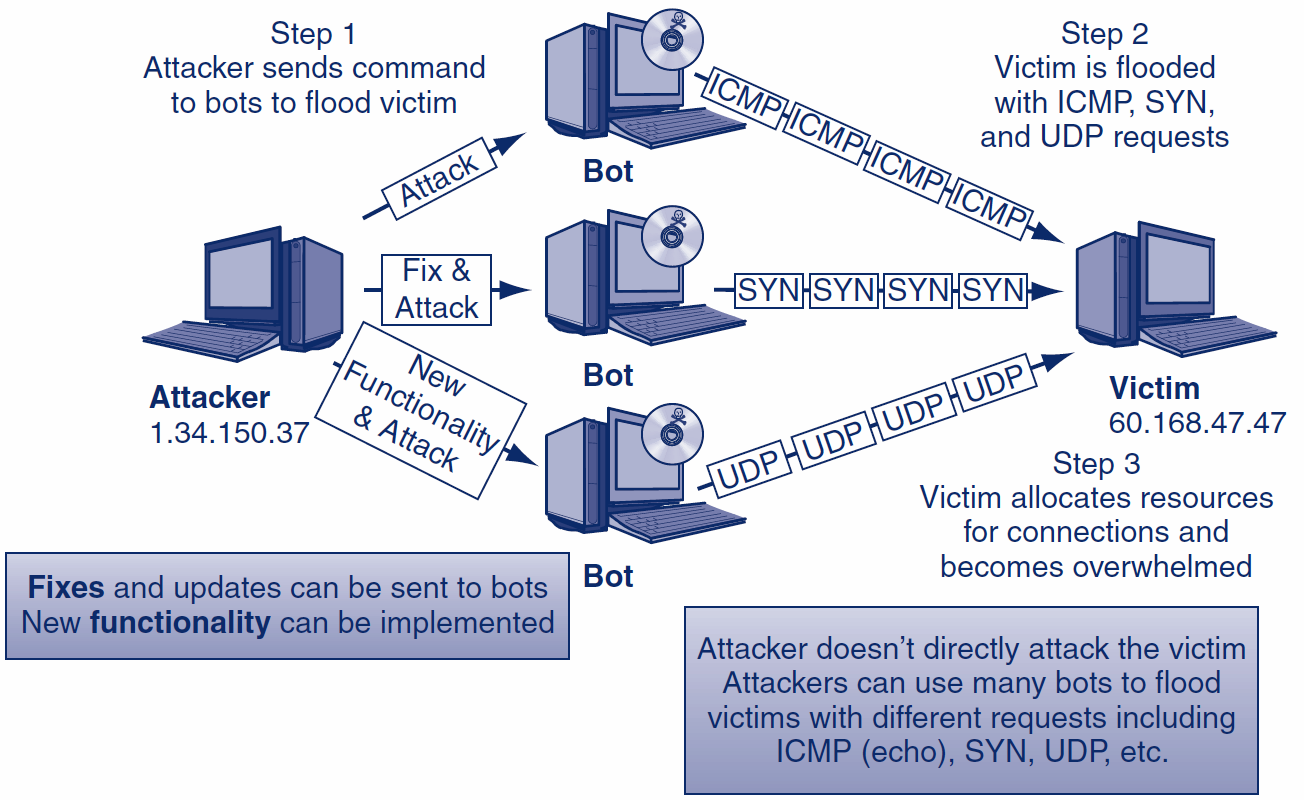 Step 1
Attacker sends command
to bots to flood victim
Step 2
Victim is flooded
with ICMP, SYN,
and UDP requests
Attack
ICMP ICMP ICMP ICMP
Bot
Fix &
Attack
SYN SYN SYN SYN
Bot
New
Functionality
& Attack
UDP UDP UDP UDP
Bot
Attacker
1.34.150.37
Victim
60.168.47.47
Step 3
Victim allocates resources
for connections and
becomes overwhelmed
Fixes and updates can be sent to bots
New functionality can be implemented
Attacker doesn’t directly attack the victim
Attackers can use many bots to flood
victims with different requests including
ICMP (echo), SYN, UDP, etc.